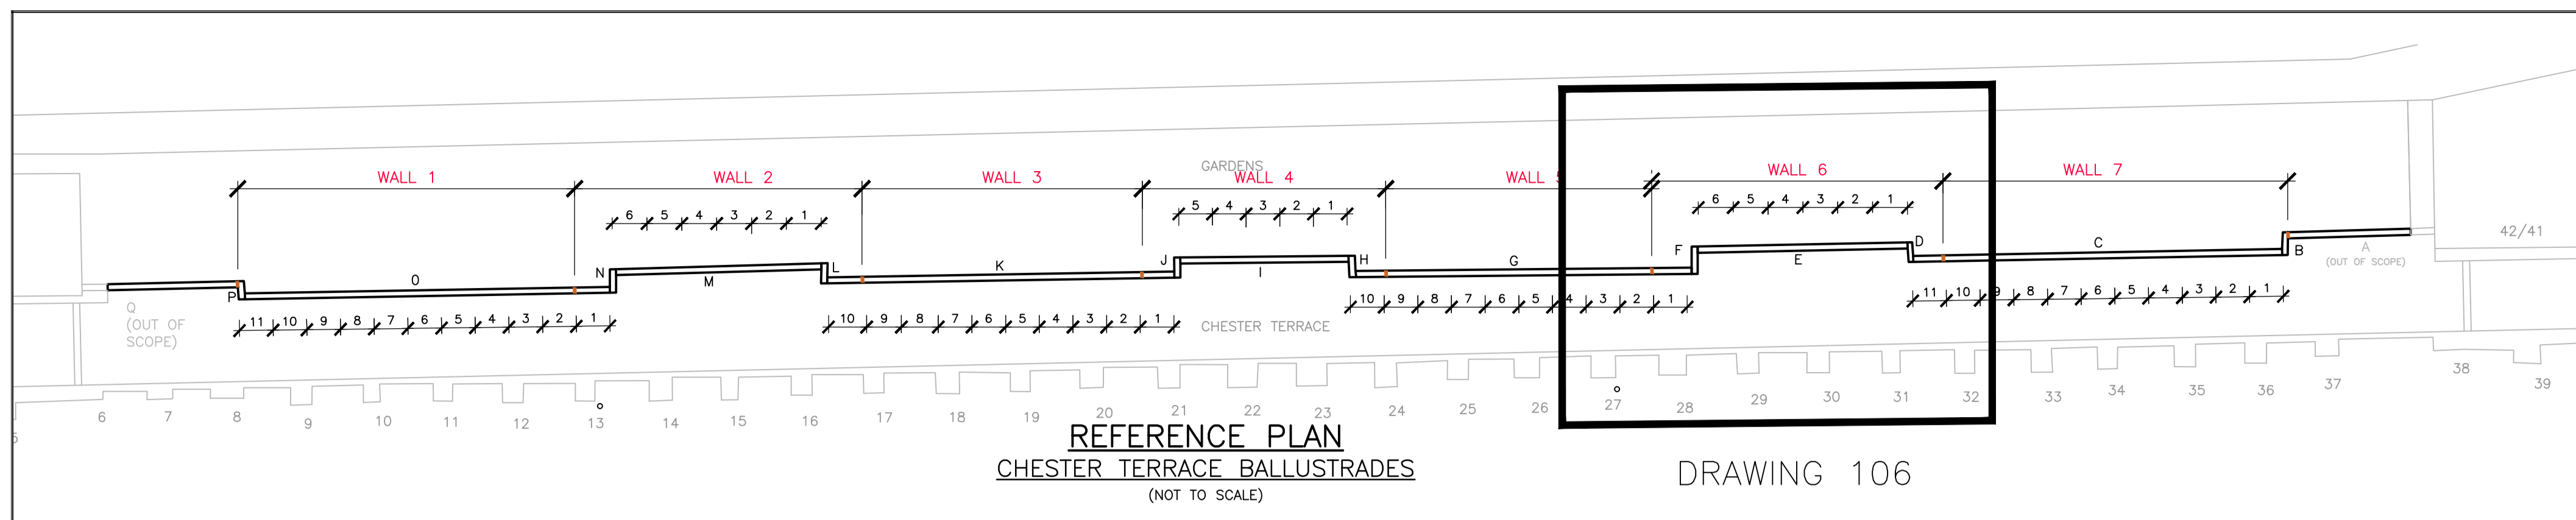 GARDENS
WALL 1
WALL 2
WALL 3
WALL 4
WALL 5
WALL 6
WALL 7
6 5 4 3 2 1
5 4 3 2 1
6 5 4 3 2 1
42/41
Q
(OUT OF
SCOPE)
P
O
N
M
L
K
J
I
H
G
F
E
D
C
B
A
(OUT OF SCOPE)
11 10 9 8 7 6 5 4 3 2 1
10 9 8 7 6 5 4 3 2 1
10 9 8 7 6 5 4 3 2 1
11 10 9 8 7 6 5 4 3 2 1
CHESTER TERRACE
6 7 8 9 10 11 12 13 14 15 16 17 18 19 20 21 22 23 24 25 26 27 28 29 30 31 32 33 34 35 36 37 38 39
REFERENCE PLAN
CHESTER TERRACE BALLUSTRADES
(NOT TO SCALE)
DRAWING 106